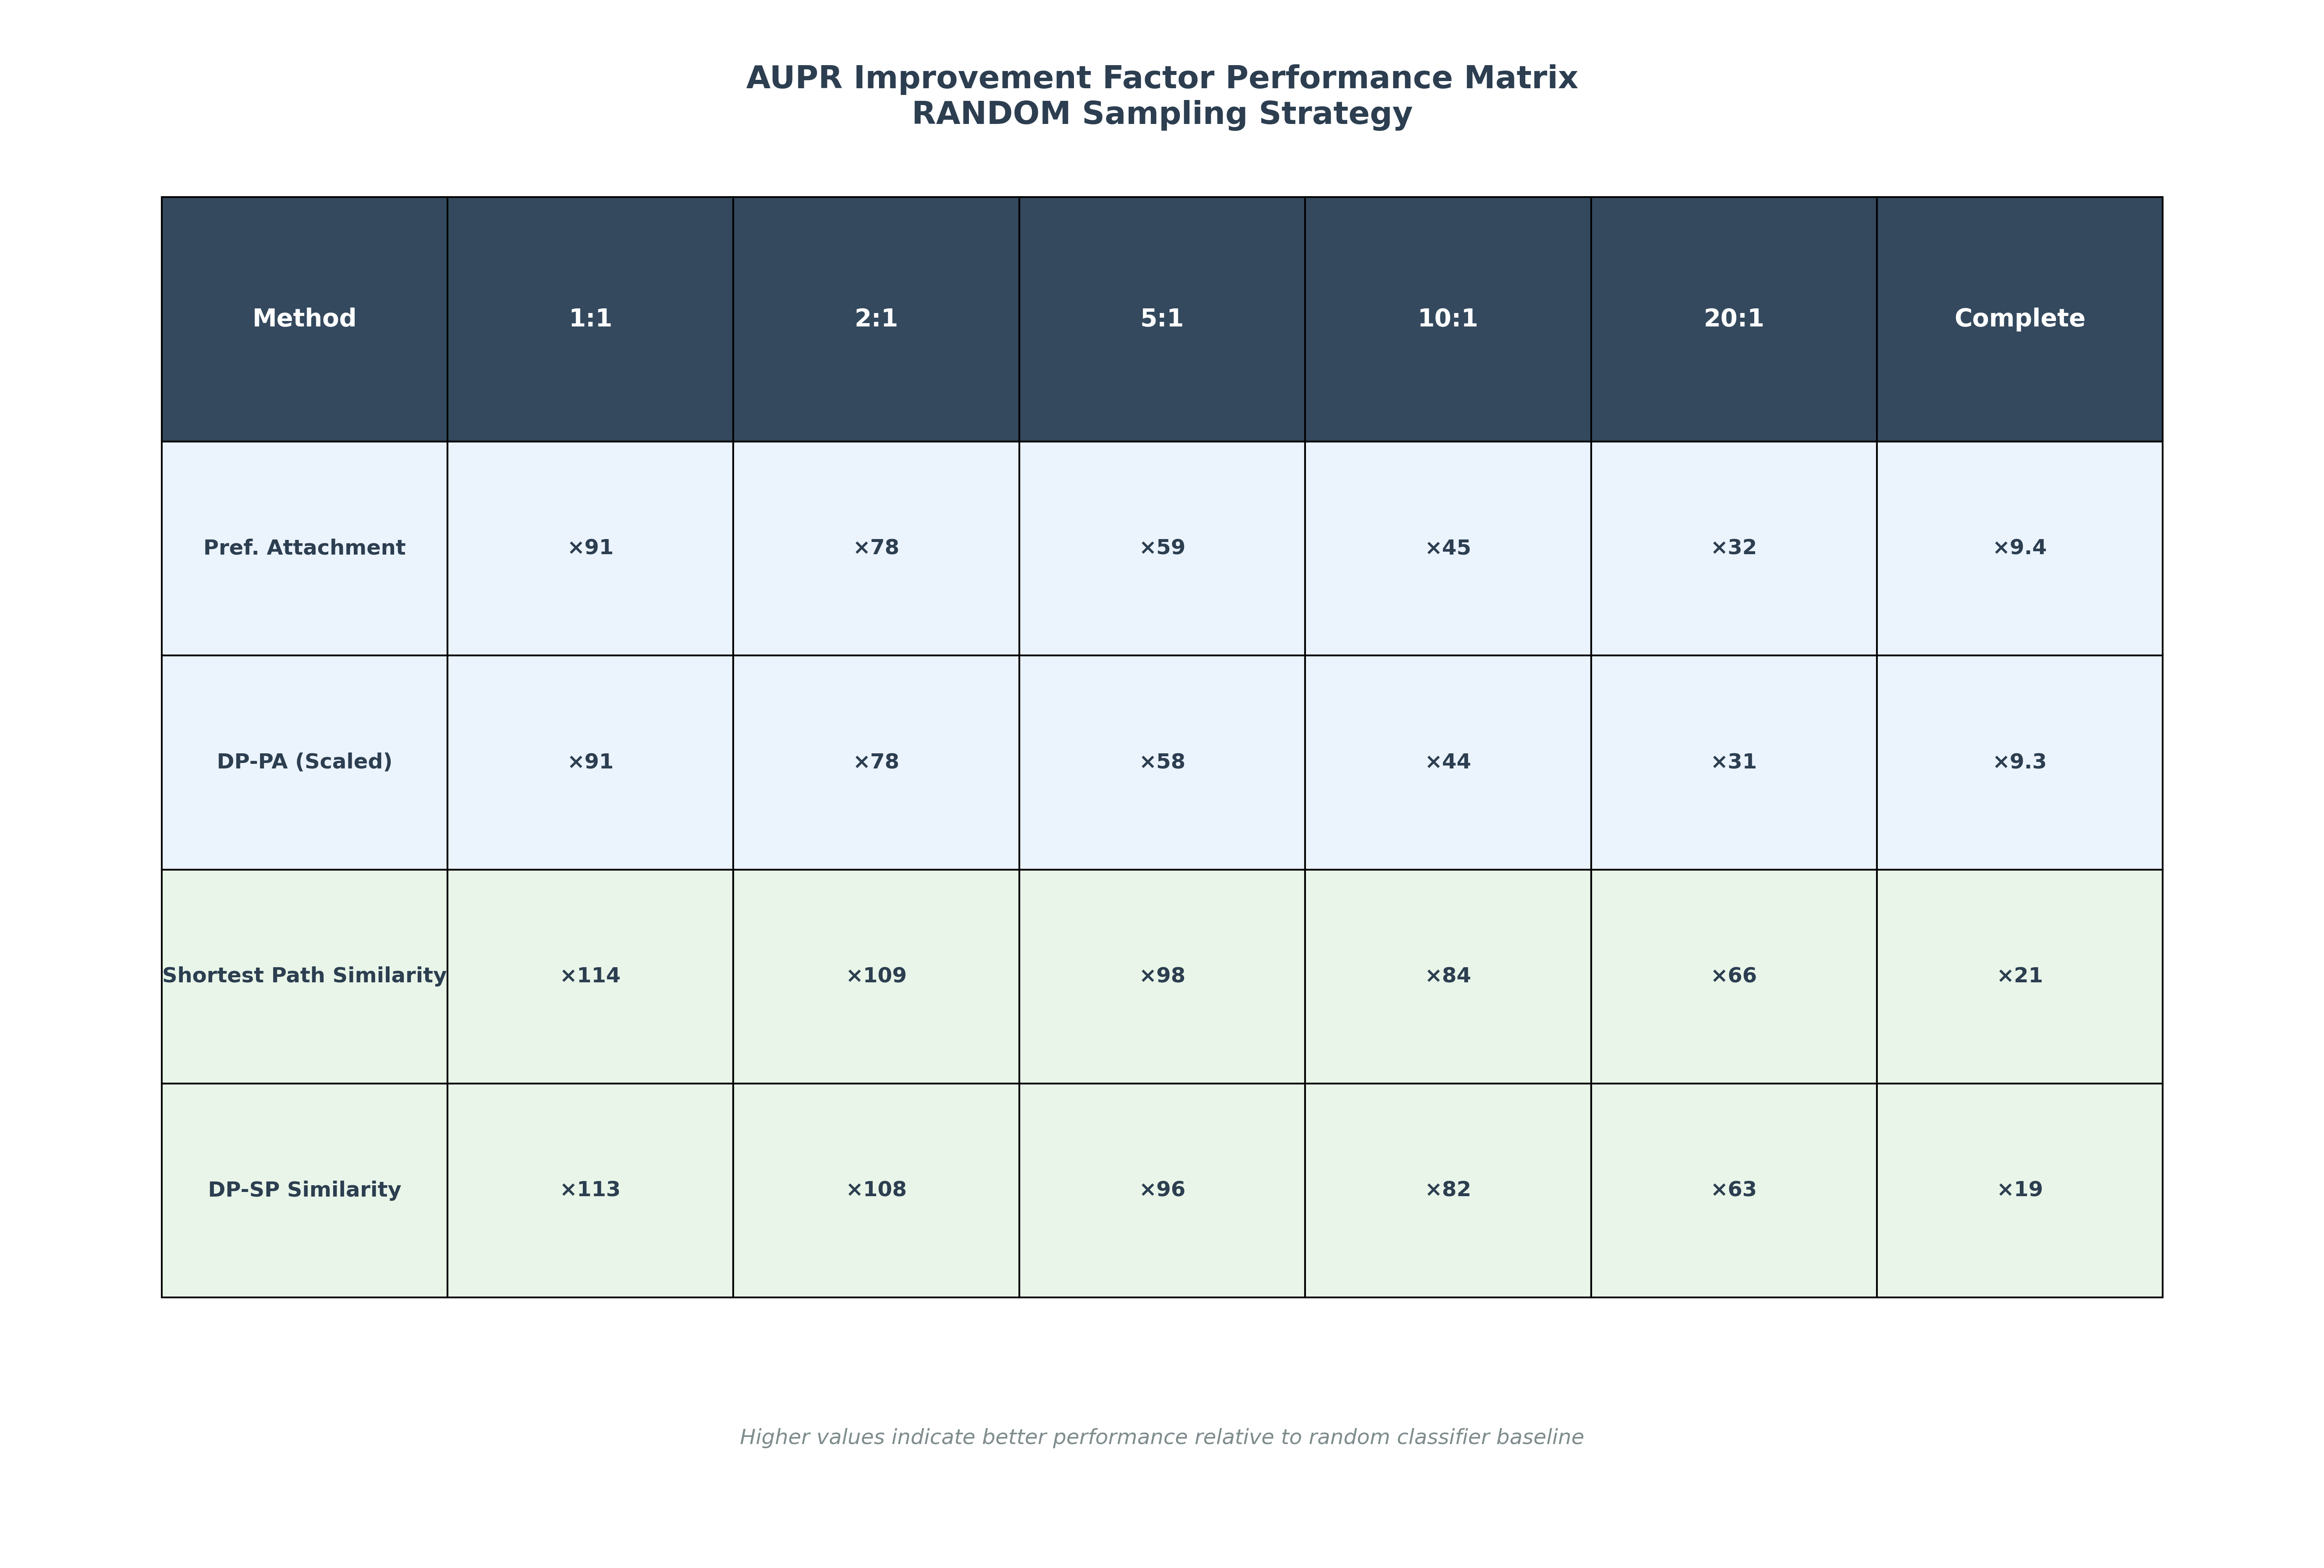 AUPR Improvement Factor Performance Matrix
RANDOM Sampling Strategy
Method 1:1 2:1 5:1 10:1 20:1 Complete
Pref. Attachment ×91 ×78 ×59 ×45 ×32 ×9.4
DP-PA (Scaled) ×91 ×78 ×58 ×44 ×31 ×9.3
Shortest Path Similarity ×114 ×109 ×98 ×84 ×66 ×21
DP-SP Similarity ×113 ×108 ×96 ×82 ×63 ×19
Higher values indicate better performance relative to random classifier baseline